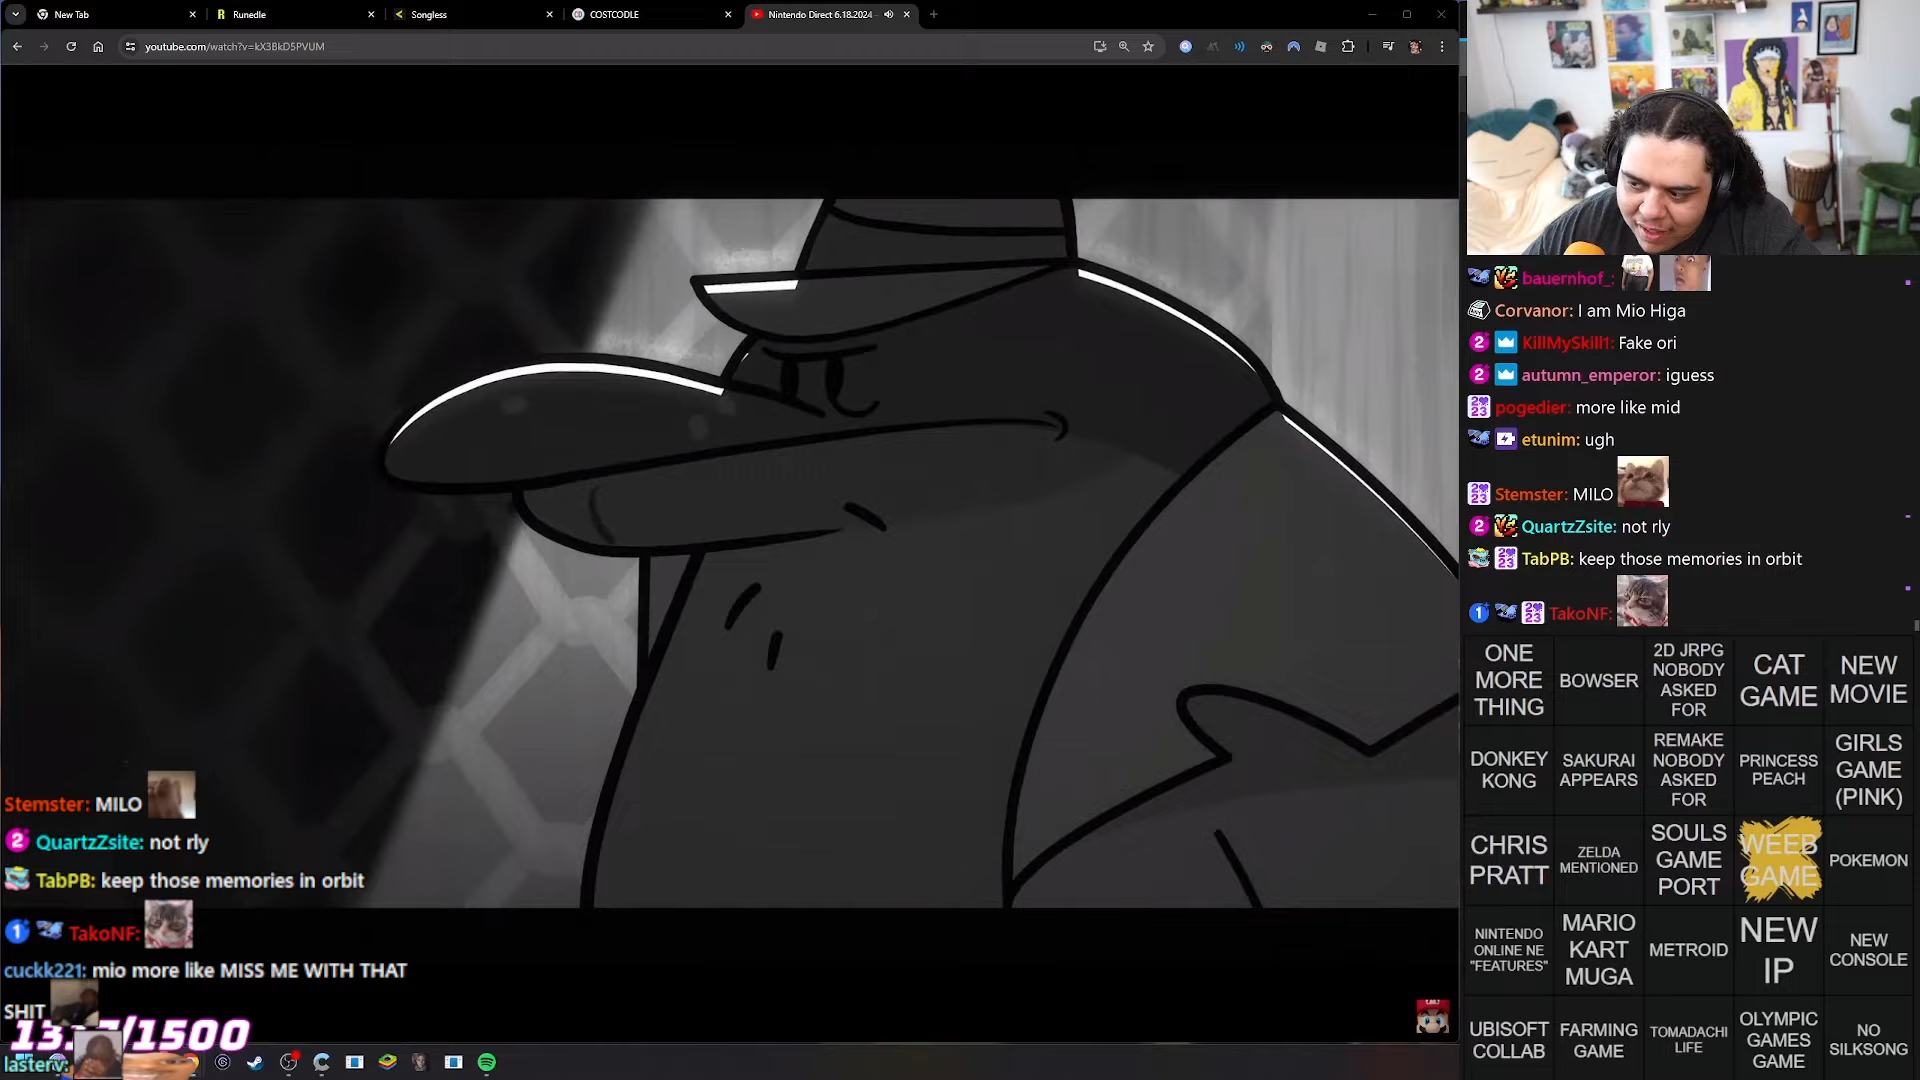 New Tab
Runedle
Songless
COSTCODLE
Nintendo Direct 6.18.2024 -
youtube.com/watch?v=kX3BkD5PVUM
bauernhof_:
Corvanor: I am Mio Higa
KillMySkill1: Fake ori
autumn_emperor: iguess
pogedier: more like mid
etunim: ugh
Stemster: MILO
QuartzZsite: not rly
TabPB: keep those memories in orbit
TakoNF:
ONE MORE THING
BOWSER
2D JRPG NOBODY ASKED FOR
CAT GAME
NEW MOVIE
DONKEY KONG
SAKURAI APPEARS
REMAKE NOBODY ASKED FOR
PRINCESS PEACH
GIRLS GAME (PINK)
CHRIS PRATT
ZELDA MENTIONED
SOULS GAME PORT
WEEB GAME
POKEMON
NINTENDO ONLINE NE "FEATURES"
MARIO KART MUGA
METROID
NEW IP
NEW CONSOLE
UBISOFT COLLAB
FARMING GAME
TOMADACHI LIFE
OLYMPIC GAMES GAME
NO SILKSONG
Stemster: MILO
QuartzZsite: not rly
TabPB: keep those memories in orbit
TakoNF:
cuckk221: mio more like MISS ME WITH THAT
SHIT
/1500
lasterv: